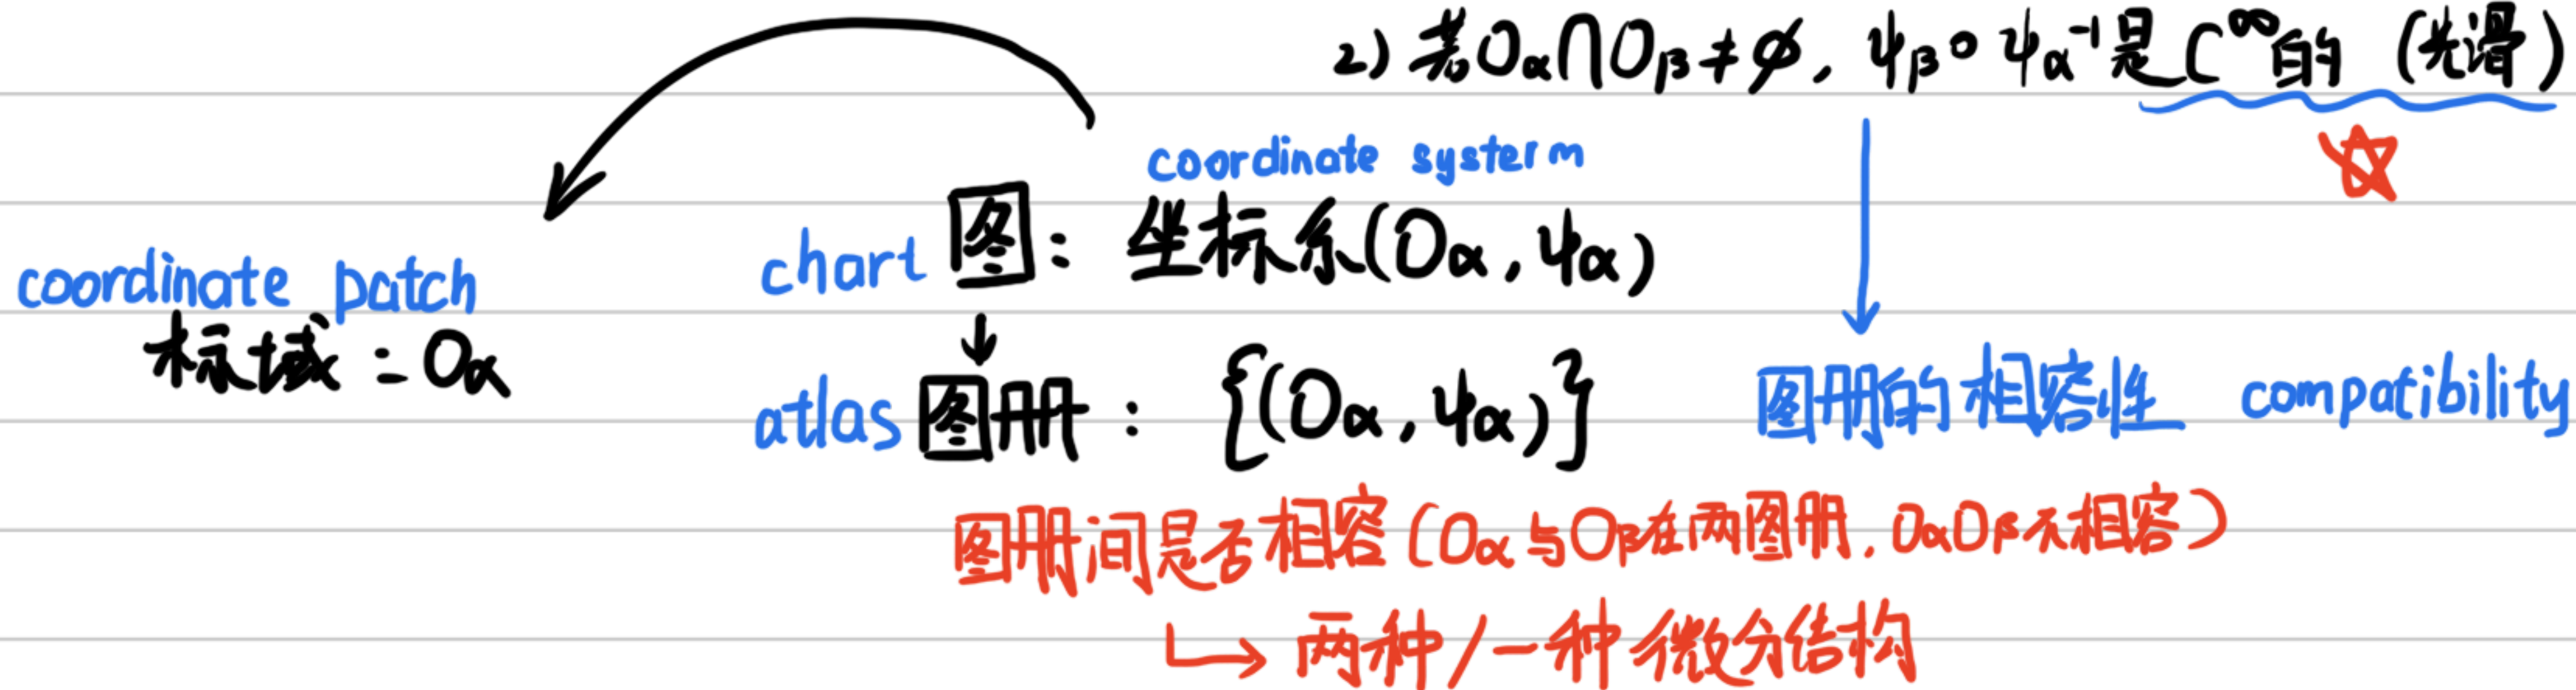 2) 若Oα∩Oβ≠∅, ψβ∘ψα⁻¹是C^∞的 (光滑)
coordinate systerm
chart 图: 坐标系(Oα, ψα)
coordinate patch
标域 = Oα
atlas 图册: {(Oα, ψα)}
图册的相容性 compatibility
图册间是否相容(Oα与Oβ在两图册, OαOβ不相容)
↳ 两种/一种微分结构